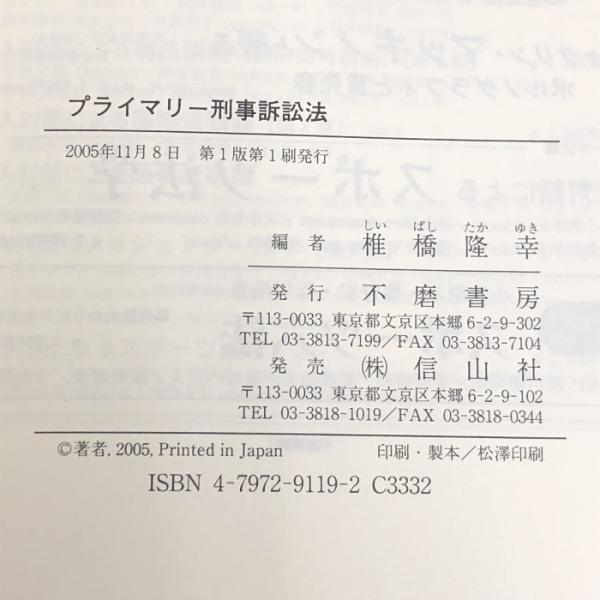 プライマリー刑事訴訟法
2005年11月8日 第1版第1刷発行
しい ばし たか ゆき
編者 椎橋隆幸
発行 不磨書房
〒113-0033 東京都文京区本郷6-2-9-302
TEL 03-3813-7199／FAX 03-3813-7104
発売 ㈱信山社
〒113-0033 東京都文京区本郷6-2-9-102
TEL 03-3818-1019／FAX 03-3818-0344
©著者, 2005, Printed in Japan 印刷・製本／松澤印刷
ISBN 4-7972-9119-2 C3332